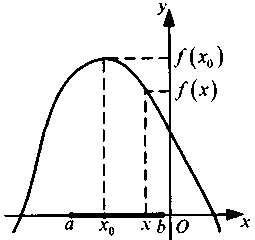 y
f(x₀)
f(x)
a x₀ x b O x